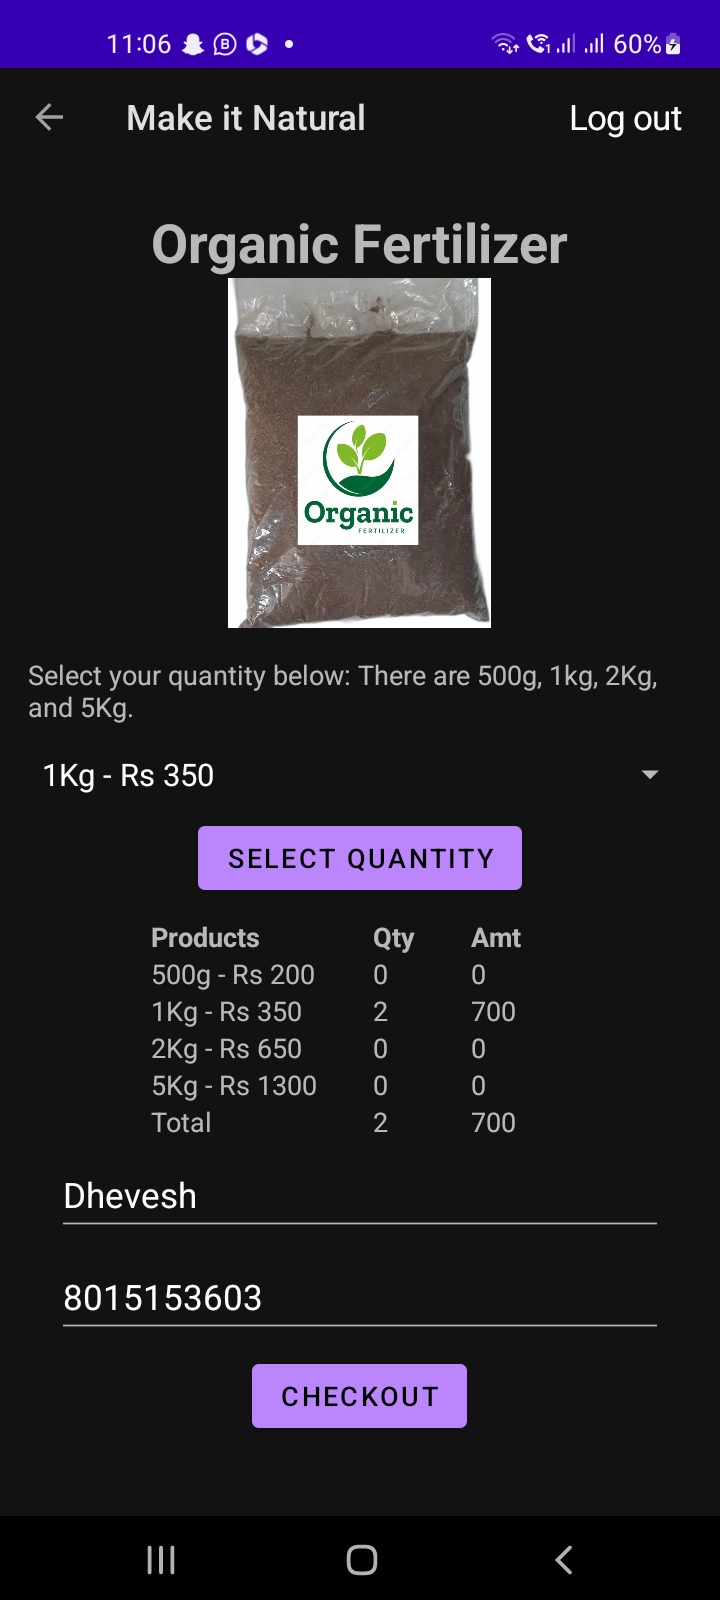 11:06 B 1 60%
Make it Natural Log out
Organic Fertilizer
Organic
FERTILIZER
Select your quantity below: There are 500g, 1kg, 2Kg,
and 5Kg.
1Kg - Rs 350
SELECT QUANTITY
Products Qty Amt
500g - Rs 200 0 0
1Kg - Rs 350 2 700
2Kg - Rs 650 0 0
5Kg - Rs 1300 0 0
Total 2 700
Dhevesh
8015153603
CHECKOUT